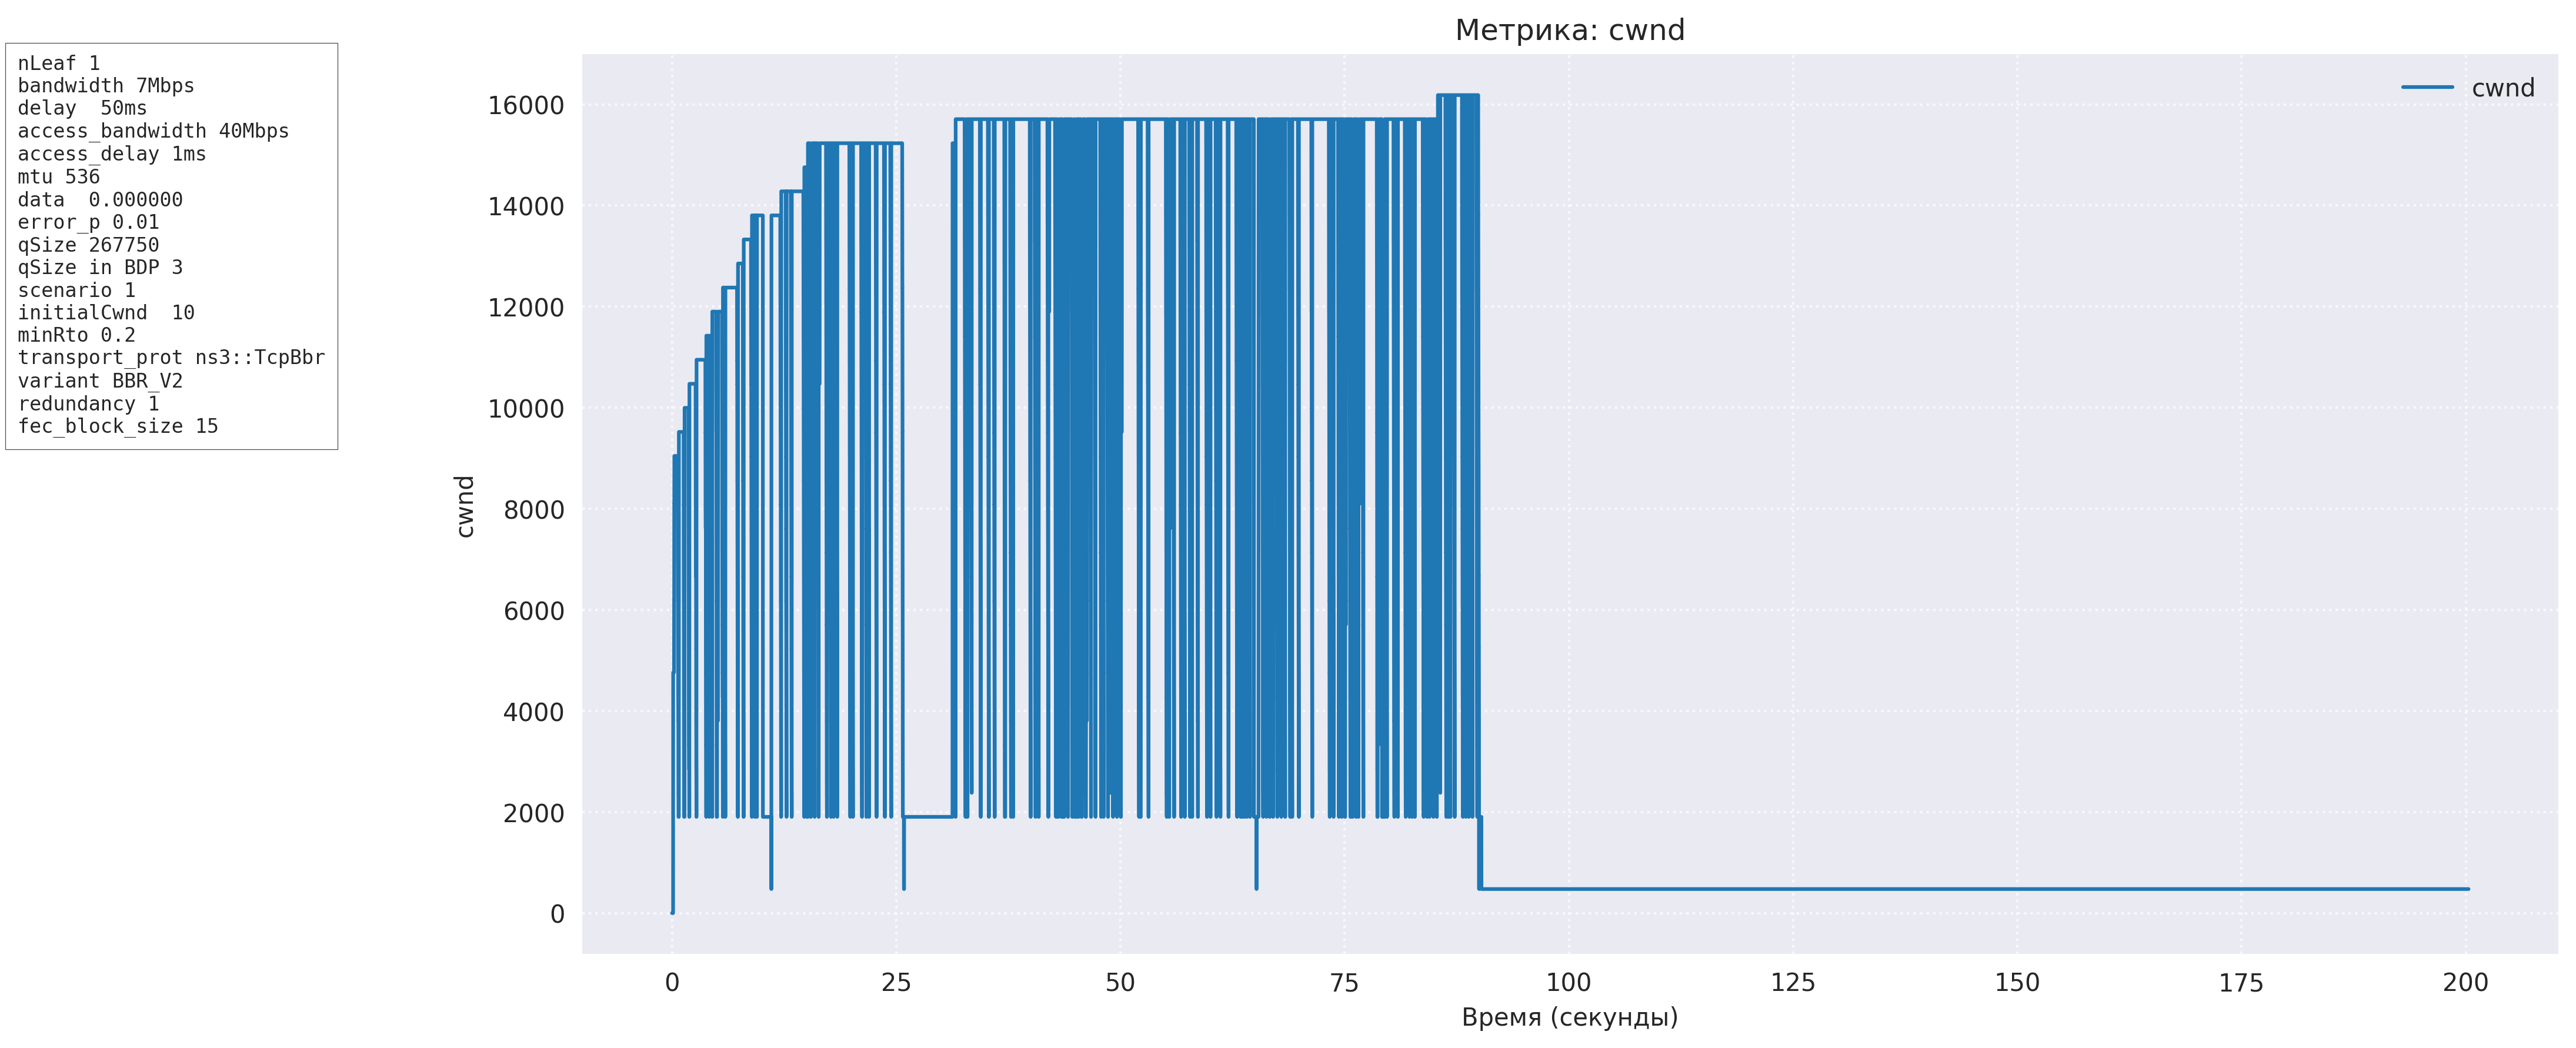 Метрика: cwnd
nLeaf 1
bandwidth 7Mbps
delay  50ms
access_bandwidth 40Mbps
access_delay 1ms
mtu 536
data  0.000000
error_p 0.01
qSize 267750
qSize in BDP 3
scenario 1
initialCwnd  10
minRto 0.2
transport_prot ns3::TcpBbr
variant BBR_V2
redundancy 1
fec_block_size 15
cwnd
16000
14000
12000
10000
8000
6000
4000
2000
0
cwnd
0 25 50 75 100 125 150 175 200
Время (секунды)